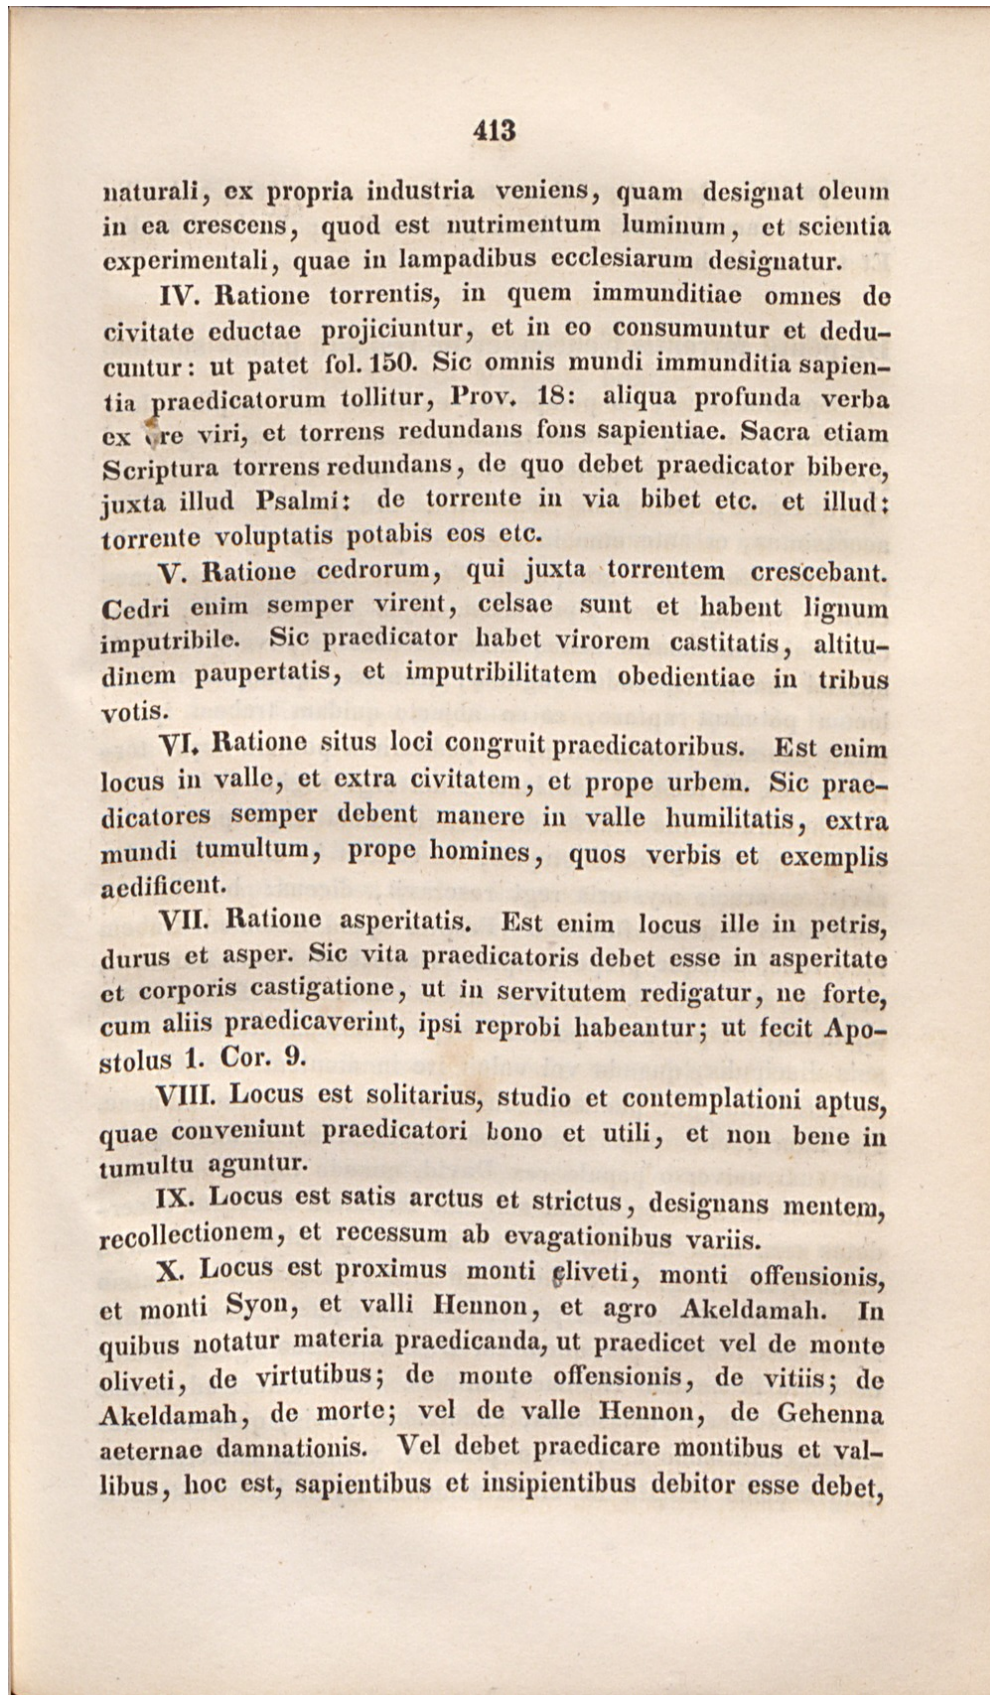 413
naturali, ex propria industria veniens, quam designat oleum
in ea crescens, quod est nutrimentum luminum, et scientia
experimentali, quae in lampadibus ecclesiarum designatur.
IV. Ratione torrentis, in quem immunditiae omnes de
civitate eductae projiciuntur, et in eo consumuntur et dedu-
cuntur: ut patet fol. 150. Sic omnis mundi immunditia sapien-
tia praedicatorum tollitur, Prov. 18: aliqua profunda verba
ex ore viri, et torrens redundans fons sapientiae. Sacra etiam
Scriptura torrens redundans, de quo debet praedicator bibere,
juxta illud Psalmi: de torrente in via bibet etc. et illud:
torrente voluptatis potabis eos etc.
V. Ratione cedrorum, qui juxta torrentem crescebant.
Cedri enim semper virent, celsae sunt et habent lignum
imputribile. Sic praedicator habet virorem castitatis, altitu-
dinem paupertatis, et imputribilitatem obedientiae in tribus
votis.
VI. Ratione situs loci congruit praedicatoribus. Est enim
locus in valle, et extra civitatem, et prope urbem. Sic prae-
dicatores semper debent manere in valle humilitatis, extra
mundi tumultum, prope homines, quos verbis et exemplis
aedificent.
VII. Ratione asperitatis. Est enim locus ille in petris,
durus et asper. Sic vita praedicatoris debet esse in asperitate
et corporis castigatione, ut in servitutem redigatur, ne forte,
cum aliis praedicaverint, ipsi reprobi habeantur; ut fecit Apo-
stolus 1. Cor. 9.
VIII. Locus est solitarius, studio et contemplationi aptus,
quae conveniunt praedicatori bono et utili, et non bene in
tumultu aguntur.
IX. Locus est satis arctus et strictus, designans mentem,
recollectionem, et recessum ab evagationibus variis.
X. Locus est proximus monti oliveti, monti offensionis,
et monti Syon, et valli Hennon, et agro Akeldamah. In
quibus notatur materia praedicanda, ut praedicet vel de monte
oliveti, de virtutibus; de monte offensionis, de vitiis; de
Akeldamah, de morte; vel de valle Hennon, de Gehenna
aeternae damnationis. Vel debet praedicare montibus et val-
libus, hoc est, sapientibus et insipientibus debitor esse debet,